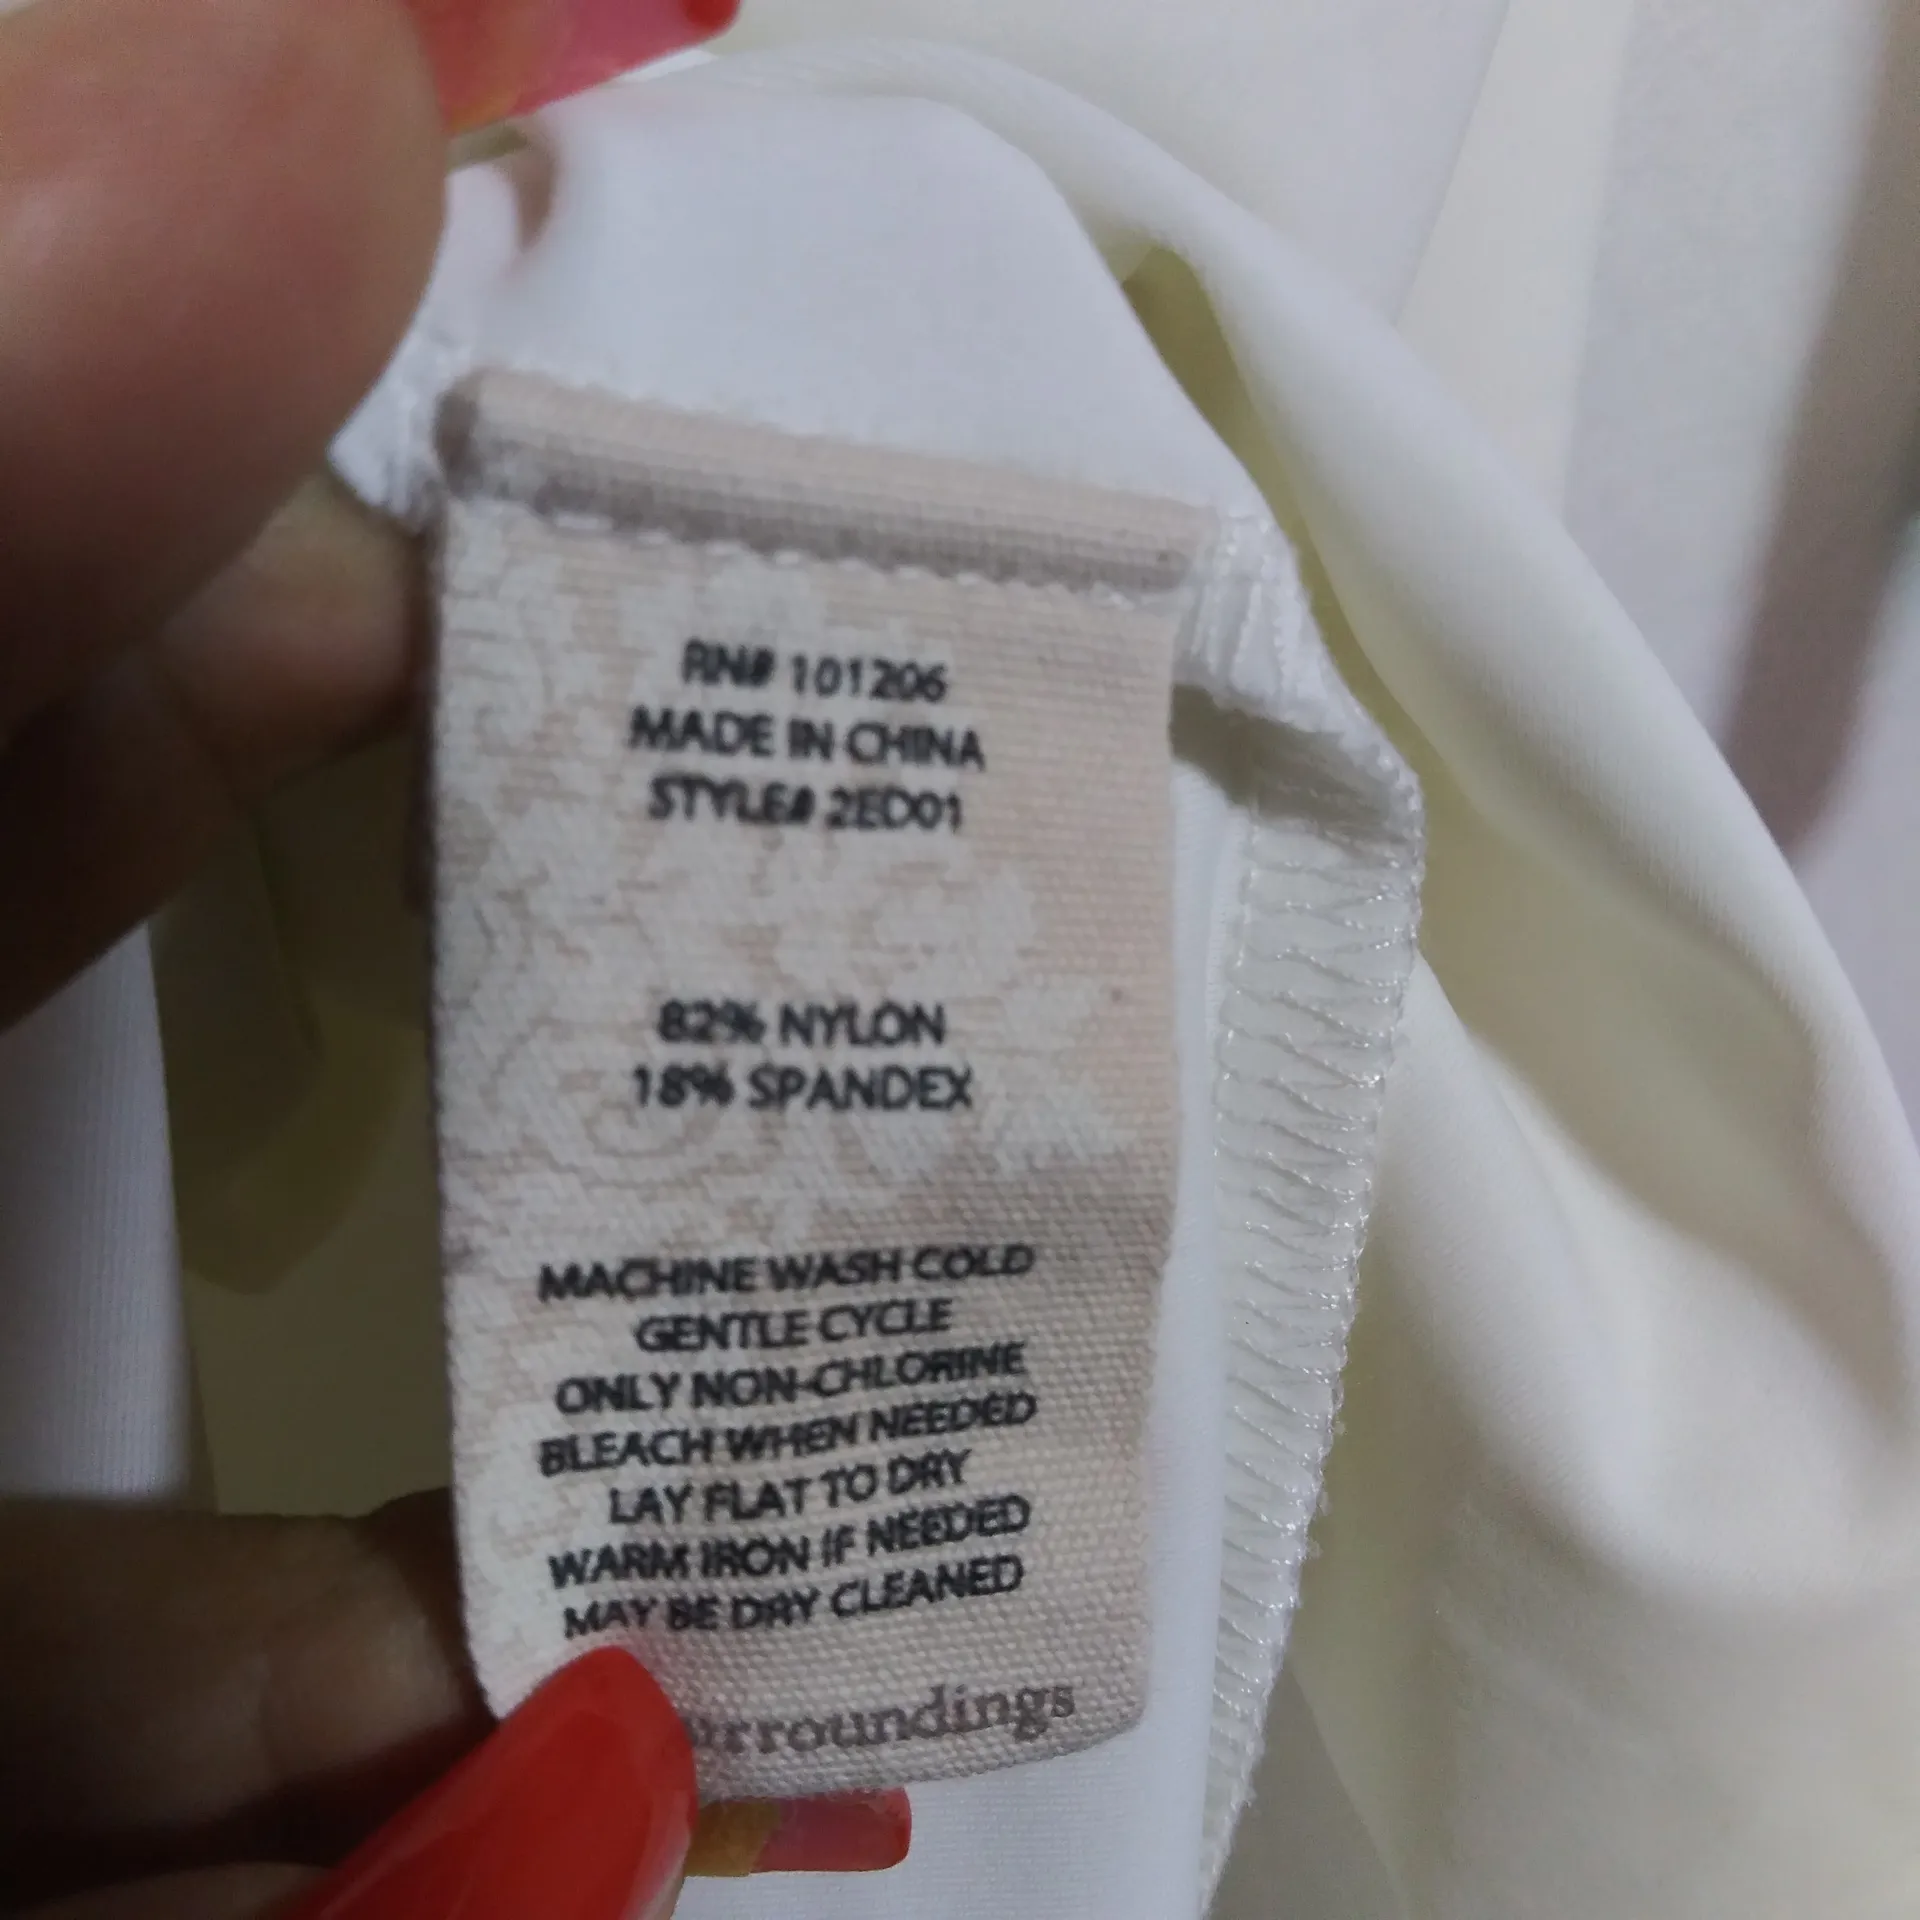 RN# 101206
MADE IN CHINA
STYLE# 2ED01
82% NYLON
18% SPANDEX
MACHINE WASH COLD
GENTLE CYCLE
ONLY NON-CHLORINE
BLEACH WHEN NEEDED
LAY FLAT TO DRY
WARM IRON IF NEEDED
MAY BE DRY CLEANED
urroundings